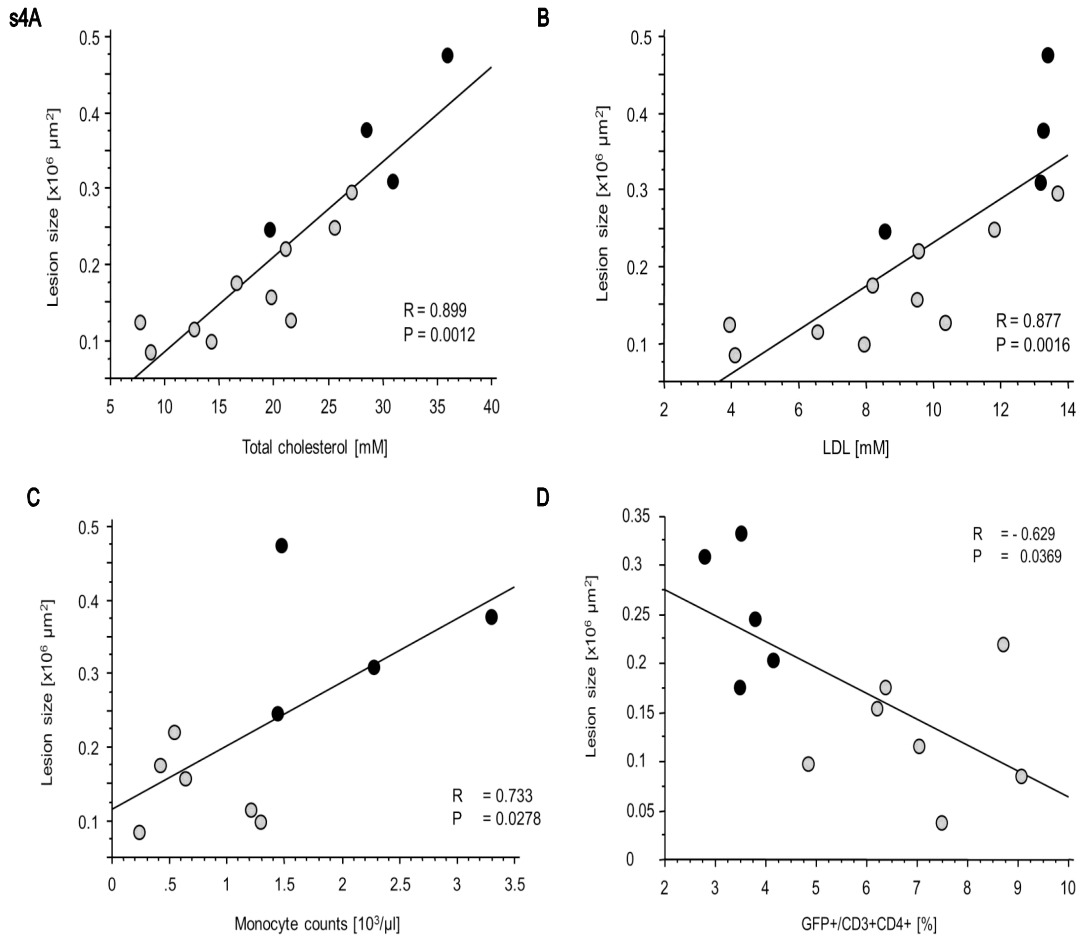 s4A
0.5
0.4
0.3
0.2
0.1
Lesion size [x10⁶ µm²]
R = 0.899
P = 0.0012
5 10 15 20 25 30 35 40
Total cholesterol [mM]
B
0.5
0.4
0.3
0.2
0.1
Lesion size [x10⁶ µm²]
R = 0.877
P = 0.0016
2 4 6 8 10 12 14
LDL [mM]
C
0.5
0.4
0.3
0.2
0.1
Lesion size [x10⁶ µm²]
R = 0.733
P = 0.0278
0 .5 1 1.5 2 2.5 3 3.5
Monocyte counts [10³/µl]
D
0.35
0.3
0.25
0.2
0.15
0.1
0.05
0
Lesion size [x10⁶ µm²]
R = - 0.629
P = 0.0369
2 3 4 5 6 7 8 9 10
GFP+/CD3+CD4+ [%]